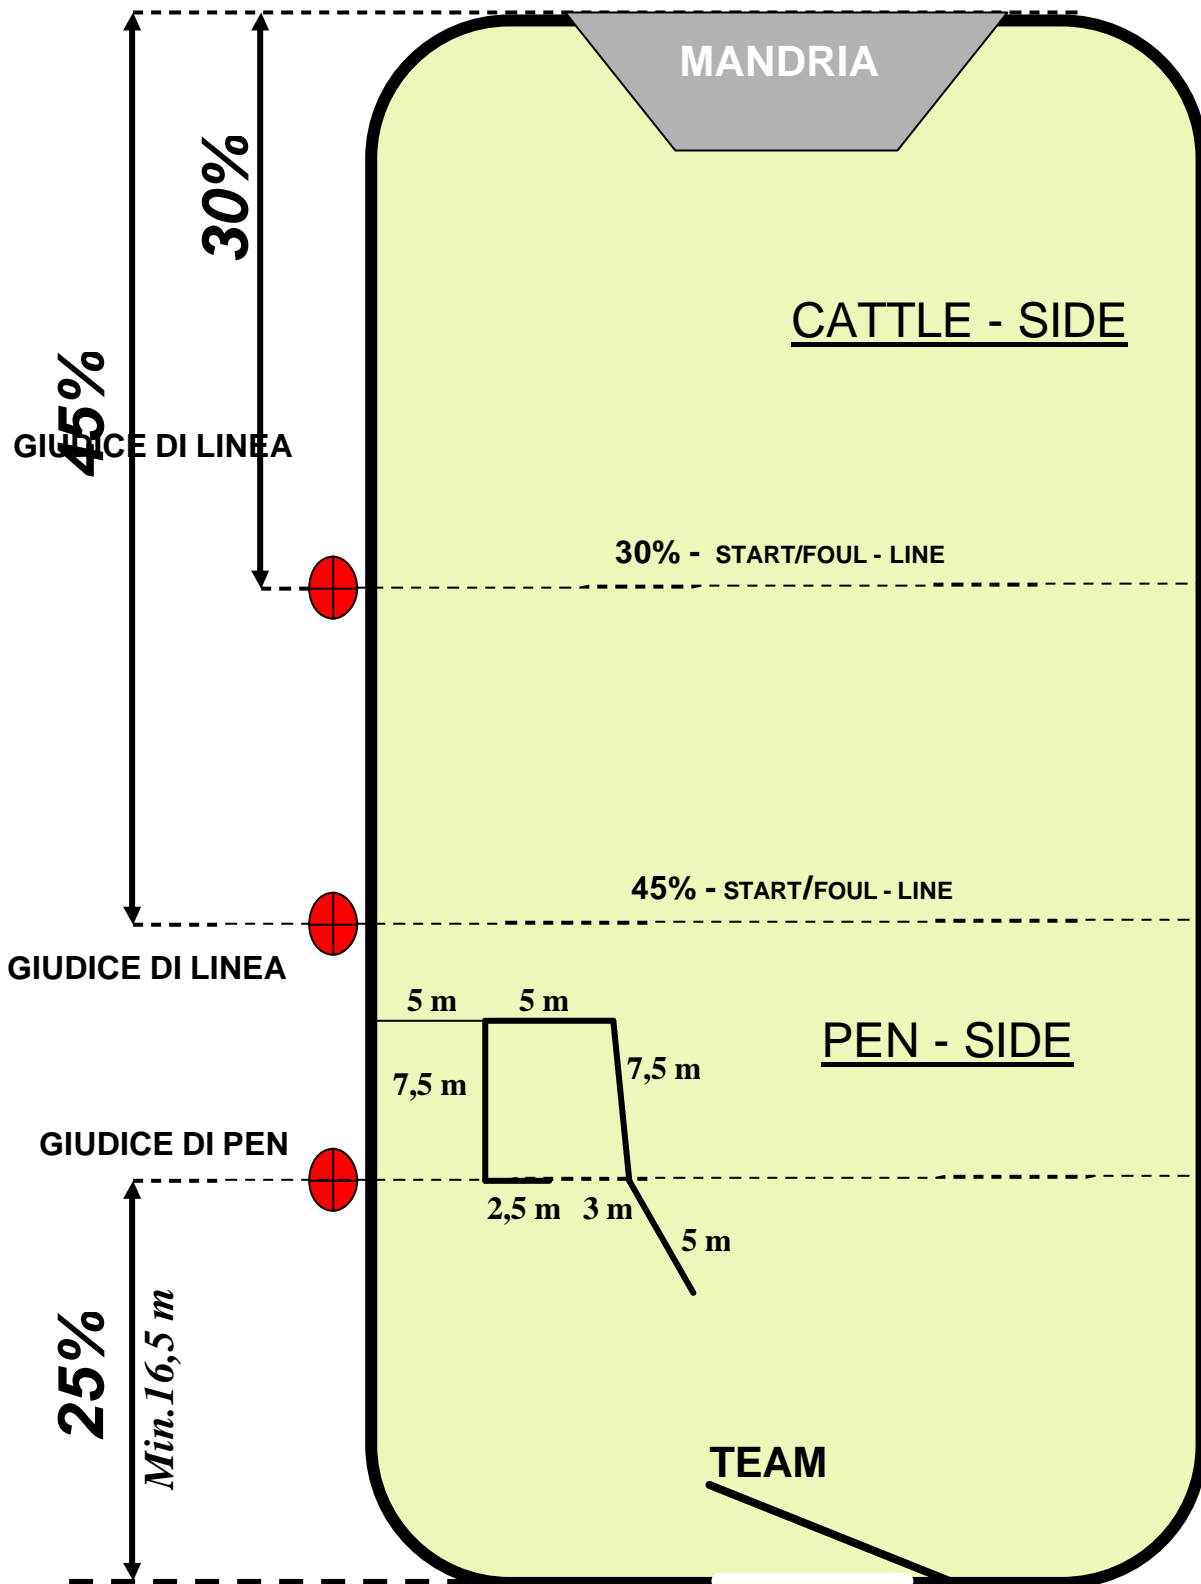 MANDRIA
30%
CATTLE - SIDE
45%
GIUDICE DI LINEA
30% - START/FOUL - LINE
45% - START/FOUL - LINE
GIUDICE DI LINEA
5 m 5 m
PEN - SIDE
7,5 m 7,5 m
GIUDICE DI PEN
2,5 m 3 m
5 m
25%
Min.16,5 m
TEAM